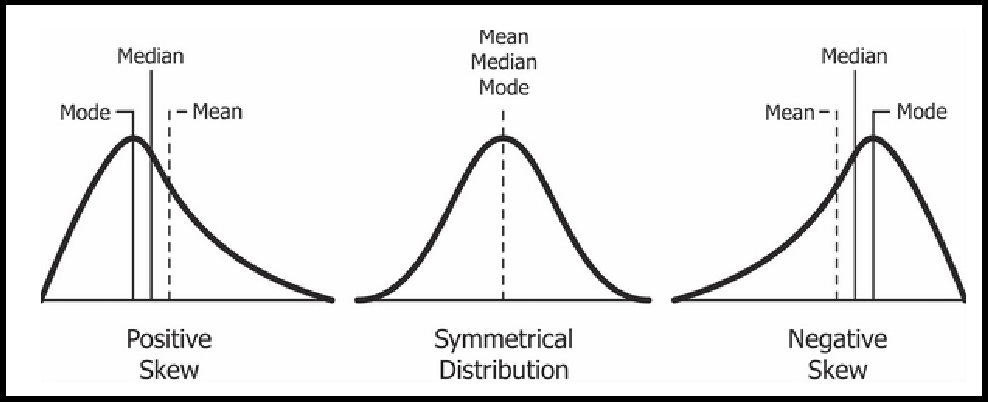 Median
Mode
Mean
Positive
Skew
Mean
Median
Mode
Symmetrical
Distribution
Median
Mean
Mode
Negative
Skew